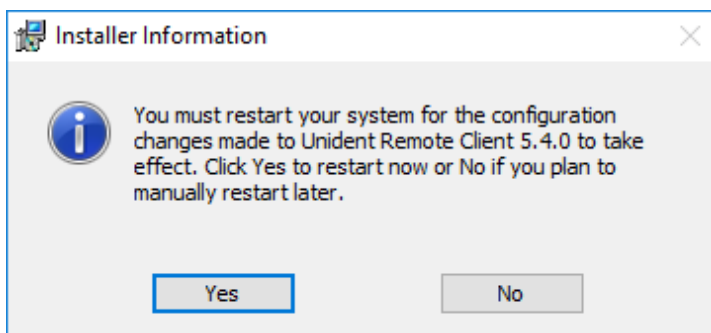 Installer Information
You must restart your system for the configuration
changes made to Unident Remote Client 5.4.0 to take
effect. Click Yes to restart now or No if you plan to
manually restart later.
Yes
No